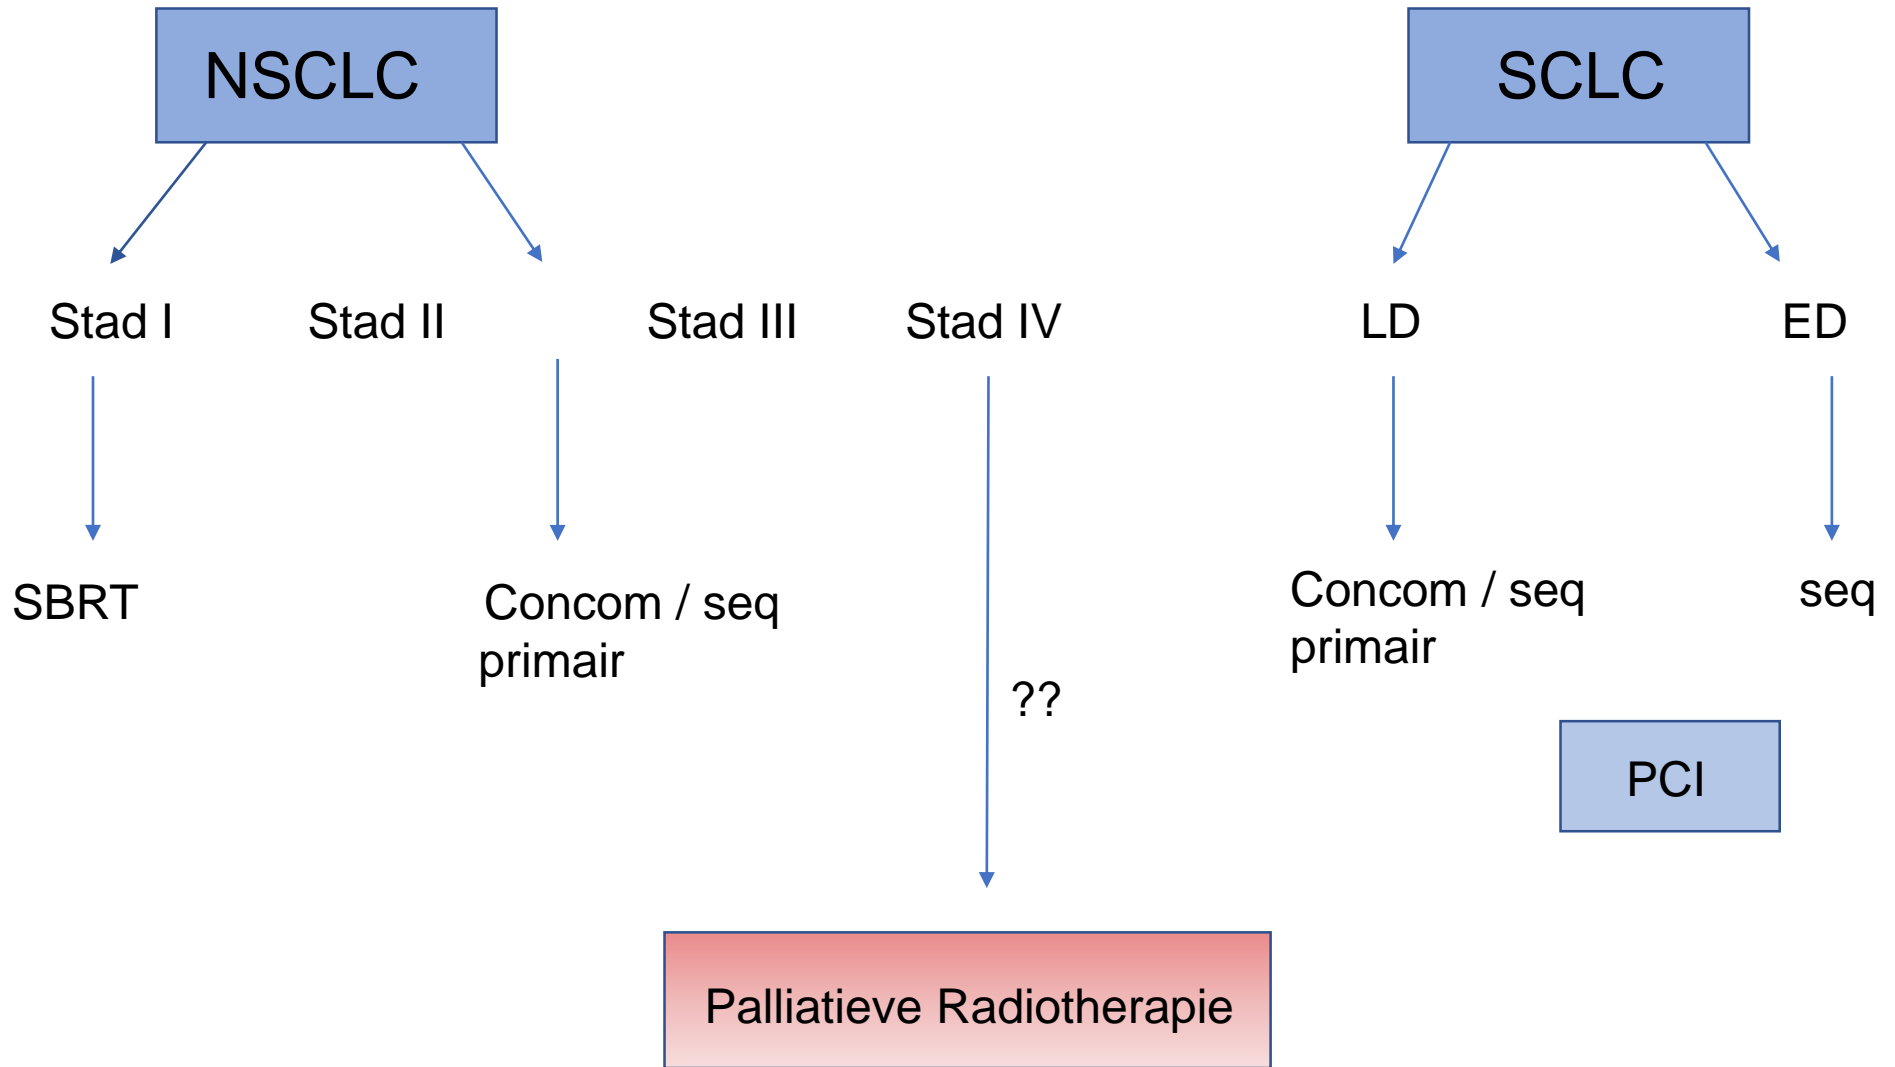 NSCLC
SCLC
Stad I
Stad II
Stad III
Stad IV
LD
ED
SBRT
Concom / seq
primair
Concom / seq
primair
seq
??
PCI
Palliatieve Radiotherapie